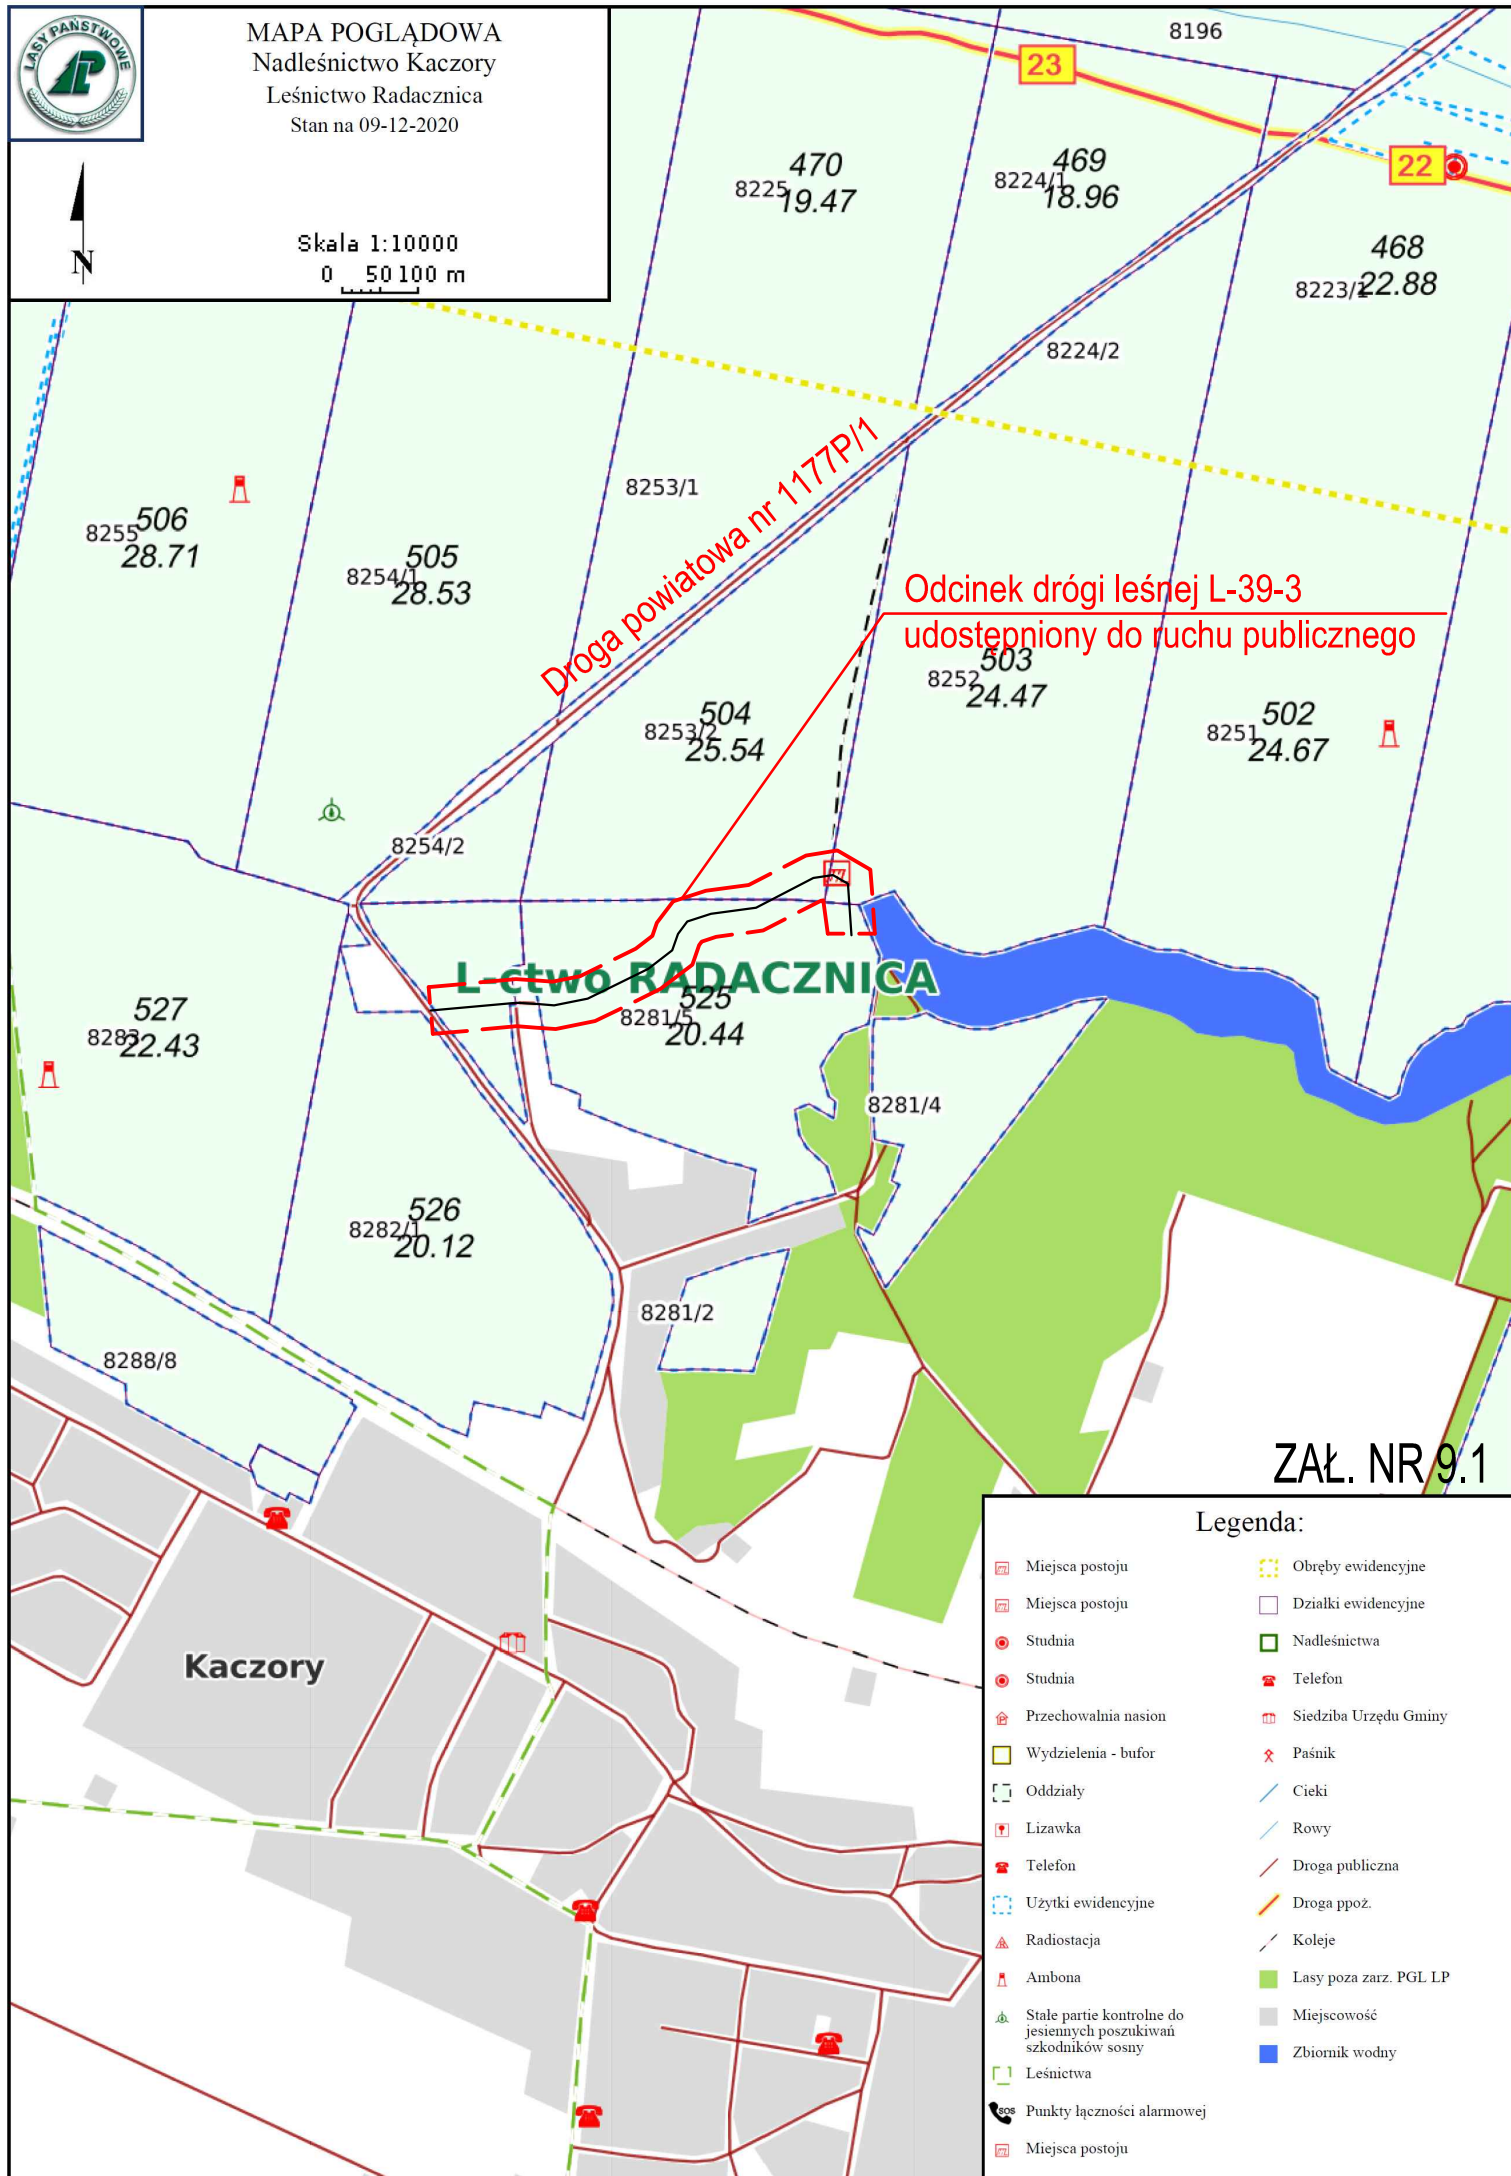 LASY PAŃSTWOWE
LP
MAPA POGLĄDOWA
Nadleśnictwo Kaczory
Leśnictwo Radacznica
Stan na 09-12-2020
N
Skala 1:10000
0 50 100 m
8196
23
22
470
8225
19.47
469
8224/1
18.96
468
8223/1
22.88
8224/2
8253/1
Droga powiatowa nr 1177P/1
506
8255
28.71
505
8254/1
28.53
Odcinek drógi leśnej L-39-3
udostępniony do ruchu publicznego
503
8252
24.47
504
8253/2
25.54
502
8251
24.67
8254/2
L-ctwo RADACZNICA
525
8281/5
20.44
527
8283
22.43
8281/4
526
8282/1
20.12
8281/2
8288/8
Kaczory
ZAŁ. NR 9.1
Legenda:
Miejsca postoju
Miejsca postoju
Studnia
Studnia
Przechowalnia nasion
Wydzielenia - bufor
Oddziały
Lizawka
Telefon
Użytki ewidencyjne
Radiostacja
Ambona
Stałe partie kontrolne do
jesiennych poszukiwań
szkodników sosny
Leśnictwa
SOS
Punkty łączności alarmowej
Miejsca postoju
Obręby ewidencyjne
Działki ewidencyjne
Nadleśnictwa
Telefon
Siedziba Urzędu Gminy
Paśnik
Cieki
Rowy
Droga publiczna
Droga ppoż.
Koleje
Lasy poza zarz. PGL LP
Miejscowość
Zbiornik wodny